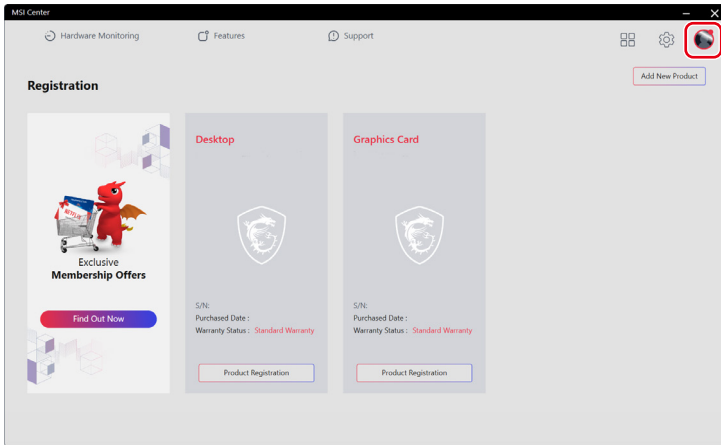 MSI Center
Hardware Monitoring
Features
Support
Registration
Add New Product
NETFLIX
Exclusive
Membership Offers
Find Out Now
Desktop
S/N:
Purchased Date :
Warranty Status : Standard Warranty
Product Registration
Graphics Card
S/N:
Purchased Date :
Warranty Status : Standard Warranty
Product Registration